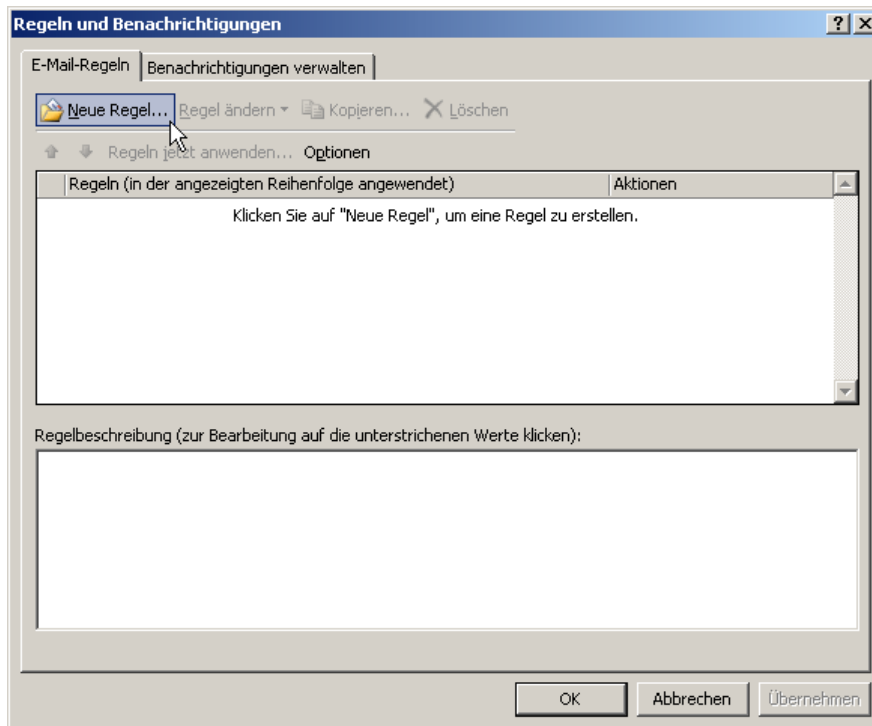 Regeln und Benachrichtigungen
E-Mail-Regeln Benachrichtigungen verwalten
Neue Regel... Regel ändern Kopieren... Löschen
Regeln jetzt anwenden... Optionen
Regeln (in der angezeigten Reihenfolge angewendet) Aktionen
Klicken Sie auf "Neue Regel", um eine Regel zu erstellen.
Regelbeschreibung (zur Bearbeitung auf die unterstrichenen Werte klicken):
OK Abbrechen Übernehmen